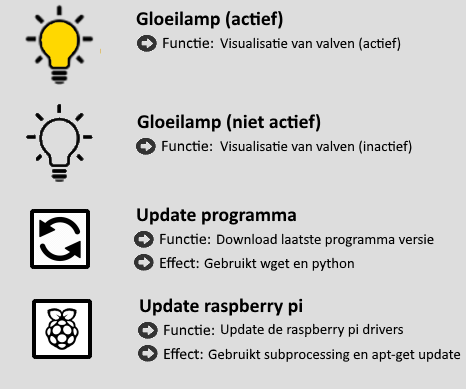 Gloeilamp (actief)
Functie: Visualisatie van valven (actief)
Gloeilamp (niet actief)
Functie: Visualisatie van valven (inactief)
Update programma
Functie: Download laatste programma versie
Effect: Gebruikt wget en python
Update raspberry pi
Functie: Update de raspberry pi drivers
Effect: Gebruikt subprocessing en apt-get update